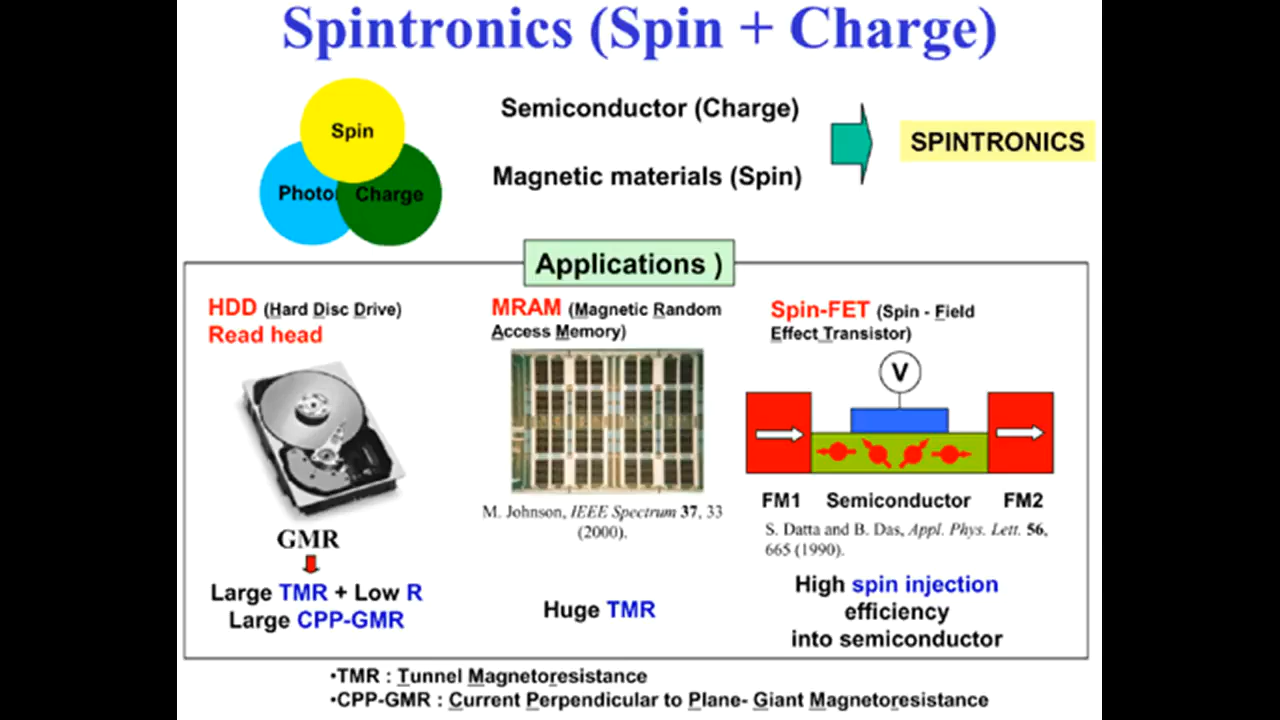 Spintronics (Spin + Charge)
Spin
Photo
Charge
Semiconductor (Charge)
Magnetic materials (Spin)
SPINTRONICS
Applications )
HDD (Hard Disc Drive)
Read head
GMR
Large TMR + Low R
Large CPP-GMR
MRAM (Magnetic Random
Access Memory)
M. Johnson, IEEE Spectrum 37, 33
(2000).
Huge TMR
Spin-FET (Spin - Field
Effect Transistor)
V
FM1 Semiconductor FM2
S. Datta and B. Das, Appl. Phys. Lett. 56,
665 (1990).
High spin injection
efficiency
into semiconductor
•TMR : Tunnel Magnetoresistance
•CPP-GMR : Current Perpendicular to Plane- Giant Magnetoresistance